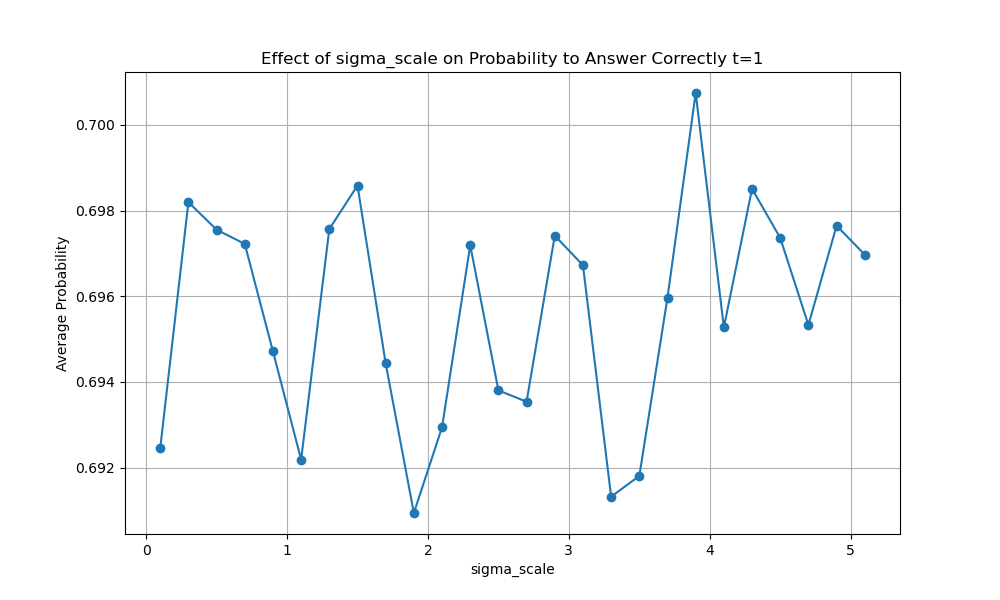 Effect of sigma_scale on Probability to Answer Correctly t=1
0.700
0.698
0.696
0.694
0.692
Average Probability
0 1 2 3 4 5
sigma_scale